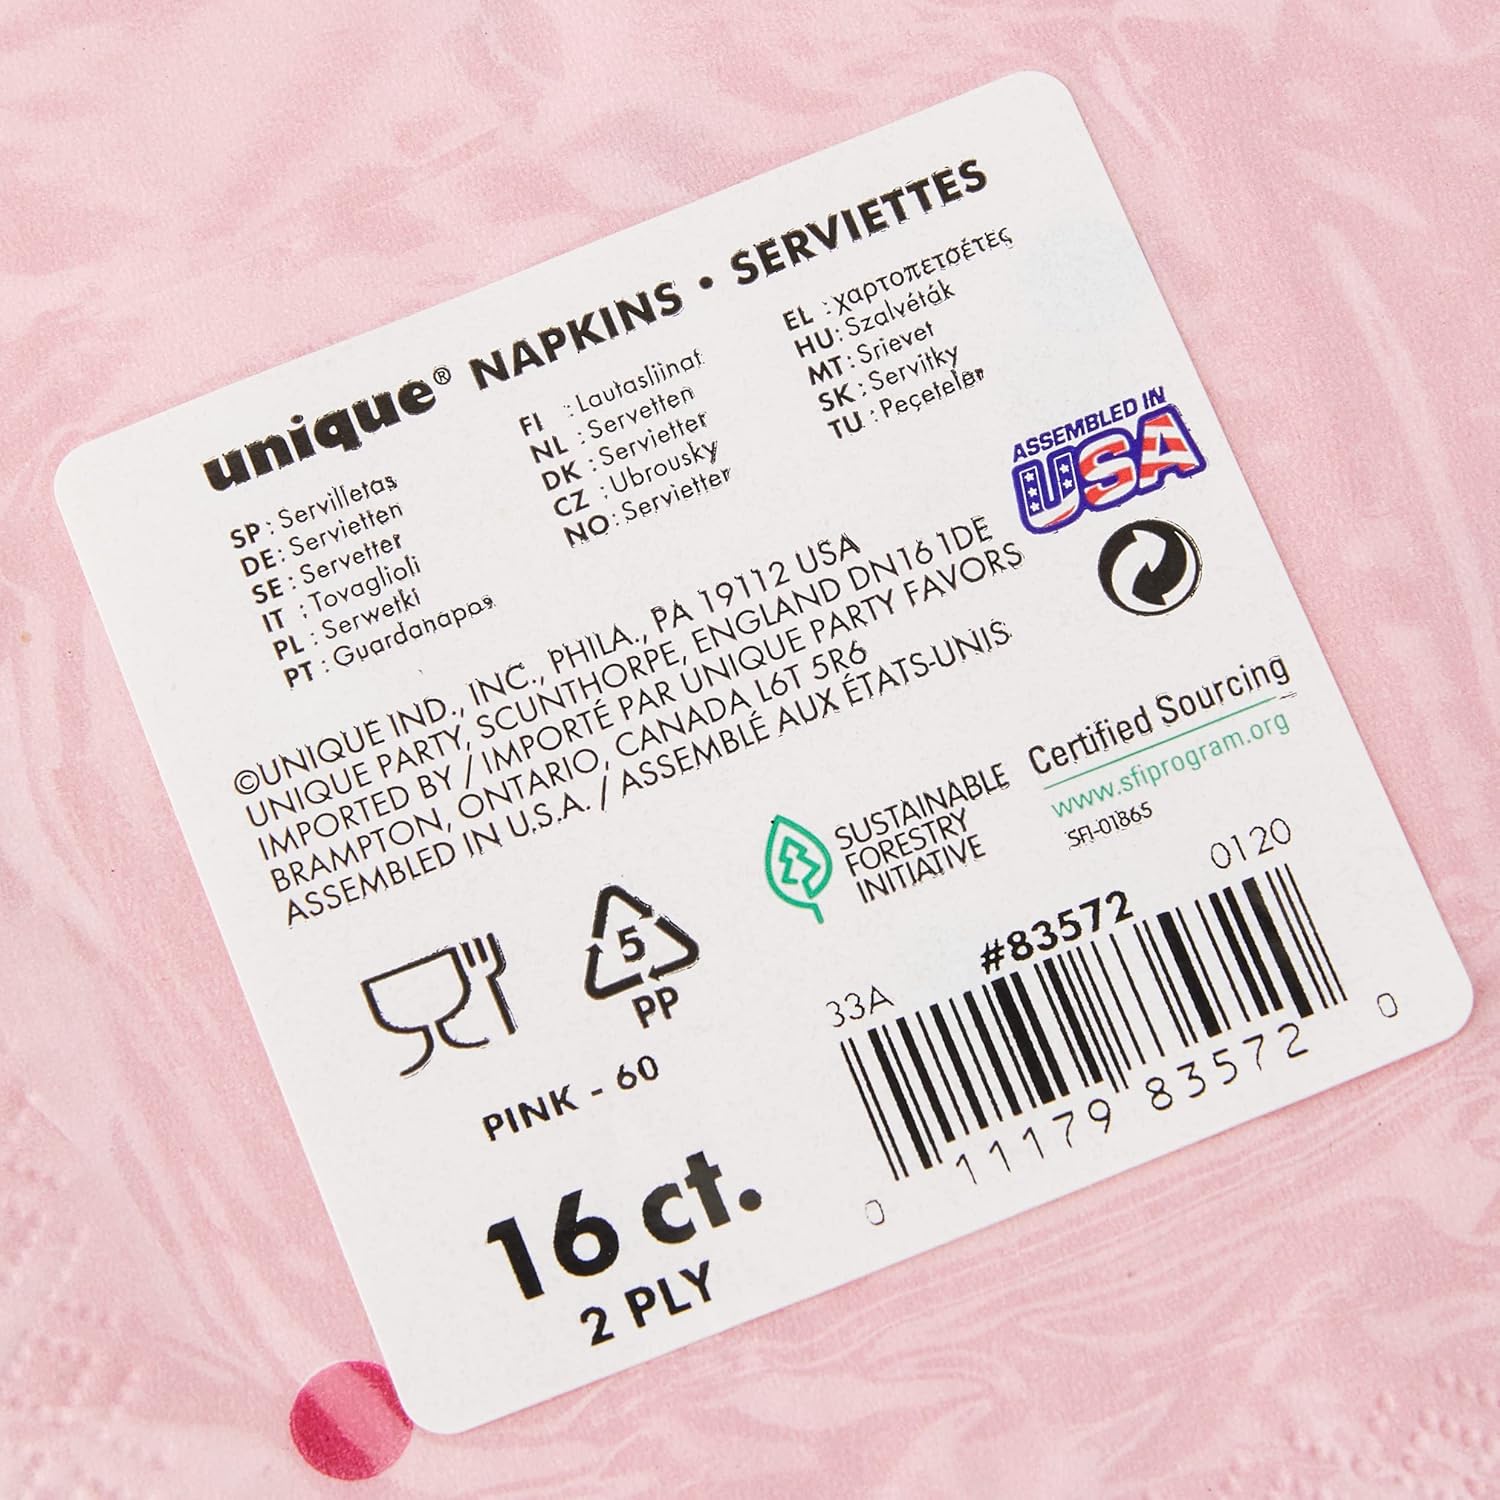 unique® NAPKINS • SERVIETTES
SP : Servilletas
DE : Servietten
SE : Servetter
IT : Tovaglioli
PL : Serwetki
PT : Guardanapos
FI : Lautasliinat
NL : Servetten
DK : Servietter
CZ : Ubrousky
NO : Servietter
EL : χαρτοπετσέτες
HU : Szalvéták
MT : Srievet
SK : Servitky
TU : Peçeteler
ASSEMBLED IN
USA
©UNIQUE IND., INC., PHILA., PA 19112 USA
UNIQUE PARTY, SCUNTHORPE, ENGLAND DN16 1DE
IMPORTED BY / IMPORTÉ PAR UNIQUE PARTY FAVORS
BRAMPTON, ONTARIO, CANADA L6T 5R6
ASSEMBLED IN U.S.A. / ASSEMBLÉ AUX ÉTATS-UNIS
SUSTAINABLE
FORESTRY
INITIATIVE
Certified Sourcing
www.sfiprogram.org
SFI-01865
5
PP
PINK - 60
16 ct.
2 PLY
33A
#83572
0120
0 11179 83572 0